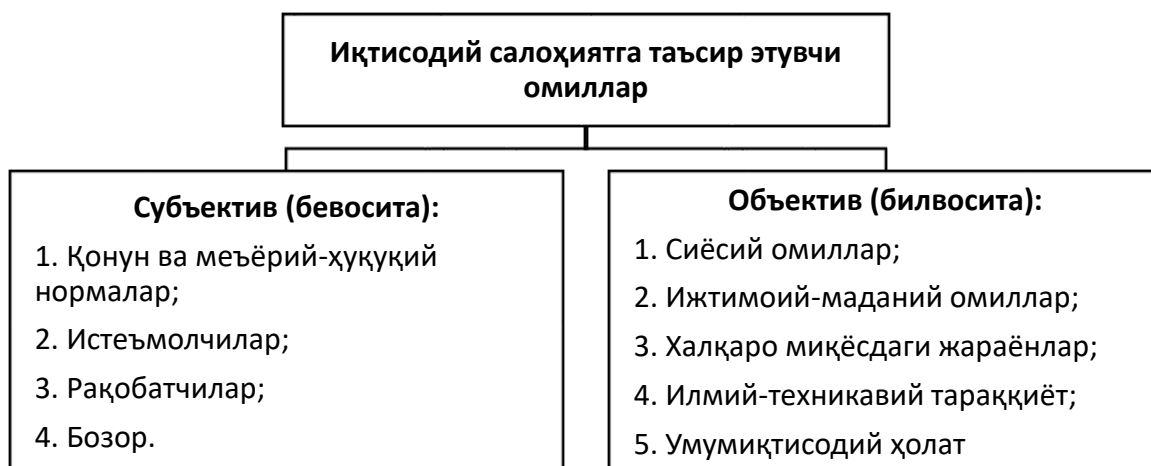 Иқтисодий салоҳиятга таъсир этувчи
омиллар
Субъектив (бевосита):
1. Қонун ва меъёрий-ҳуқуқий
нормалар;
2. Истеъмолчилар;
3. Рақобатчилар;
4. Бозор.
Объектив (билвосита):
1. Сиёсий омиллар;
2. Ижтимоий-маданий омиллар;
3. Халқаро миқёсдаги жараёнлар;
4. Илмий-техникавий тараққиёт;
5. Умумиқтисодий ҳолат